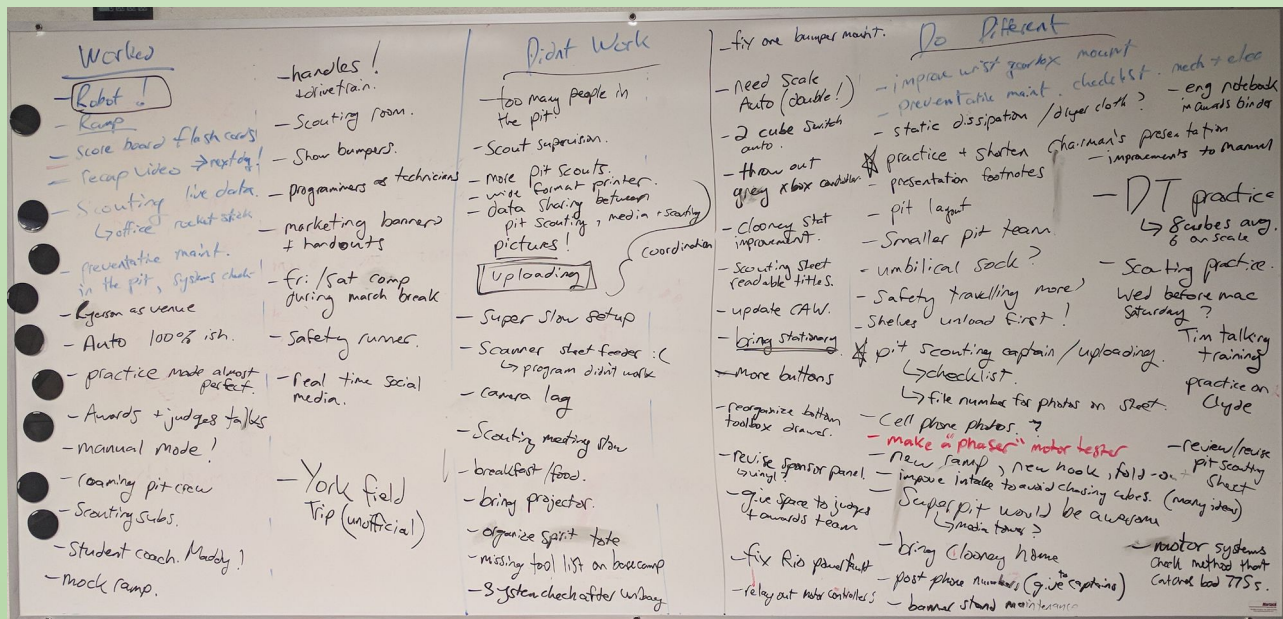 Worked
- Robot!
- Ramp
- Score board flash cards!
- recap video → next day!
- Scouting live data.
↳ office rocket stick
- preventative maint.
in the pit, systems check
- Ryerson as venue
- Auto 100% ish.
- practice made almost
perfect.
- Awards + judges talks
- manual mode!
- roaming pit crew
- Scouting subs.
- Student coach. Maddy!
- mock ramp.
- handles!
+ drivetrain.
- Scouting room.
- Show bumpers.
- programmers as technicians
- marketing banners
+ handouts
- fri/sat comp
during march break
- Safety runner.
- real time social
media.
- York field
Trip (unofficial)
Didnt Work
- too many people in
the pit!
- Scout supervision.
- more pit scouts.
- wide format printer.
- data sharing between
pit scouting, media + scouting
pictures!
uploading
coordination
- Super slow setup
- Scanner sheet feeder :(
↳ program didn't work
- camera lag
- Scouting meeting slow
- breakfast/food.
- bring projector.
- organize spirit tote
- missing tool list on basecamp
- System check after unbag
- fix one bumper mount.
- need Scale
Auto (double!)
- 2 cube switch
auto.
- throw out
grey xbox controller
- Clooney stat
improvement.
- Scouting sheet
readable titles.
- update CAW.
- bring stationary
- More buttons
- reorganize bottom
toolbox drawer.
- revise sponsor panel.
↳ vinyl?
- give space to judges
+ awards team
- fix Rio power fault
- relay out motor controllers
Do Different
- improve wrist gearbox mount
- preventative maint. checklist. mech + elec
- static dissipation / dryer cloth?
☆ practice + shorten Chairman's presentation
- presentation footnotes
- pit layout
- Smaller pit team.
- umbilical sock?
- Safety travelling more?
- Shelves unload first!
☆ pit scouting captain / uploading.
↳ checklist.
↳ file number for photos on sheet.
- Cell phone photos.?
- make a "phaser" motor tester
- new ramp, new hook, fold-out
- improve intake to avoid chasing cubes. (many ideas)
- Superpit would be awesome
↳ media tower?
- bring Clooney home
- post phone numbers (give to captains)
- banner stand maintenance
- eng notebook
in awards binder
- improvements to manual
- DT practice
↳ 8 cubes avg.
6 on scale
- Scouting practice.
Wed before mac
Saturday?
Tim talking
training
practice on
Clyde
- review/revise
pit scouting
sheet
- motor systems
check method that
catches bad 775s.